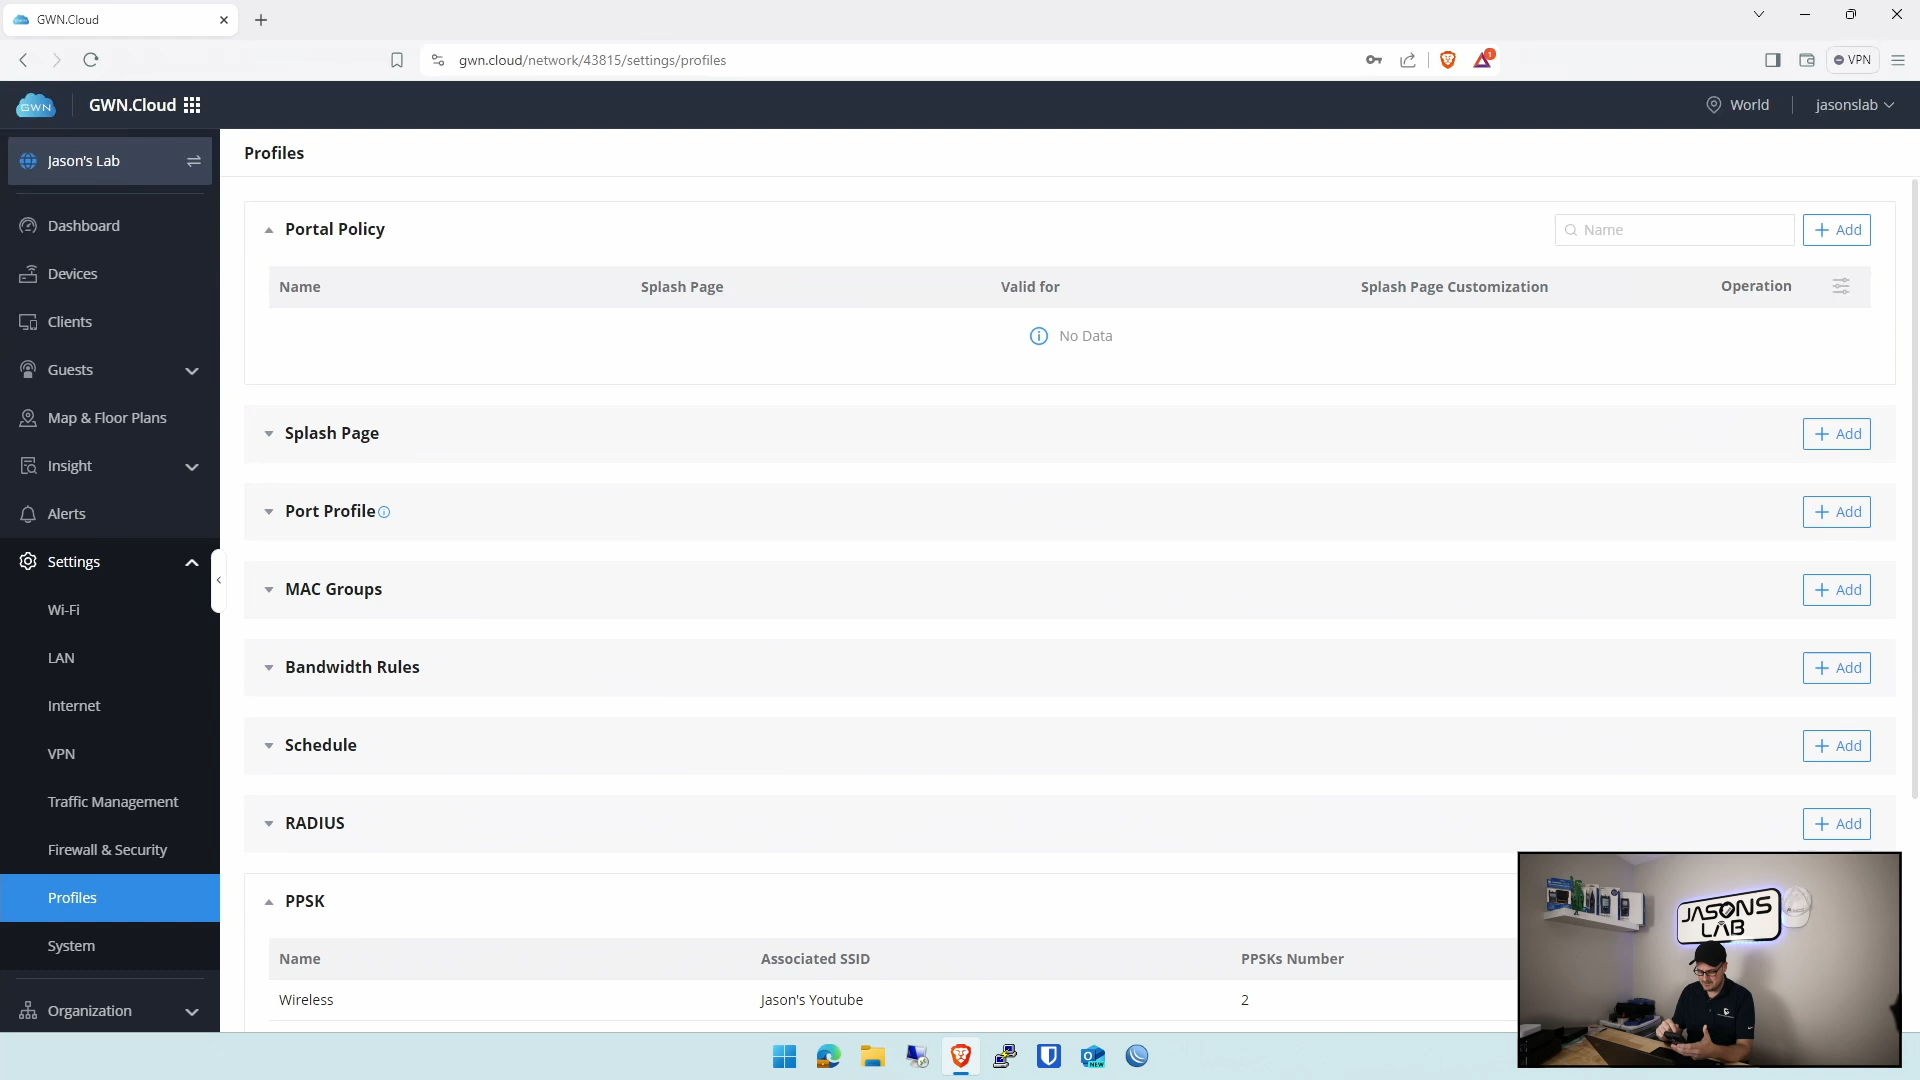 GWN.Cloud
gwn.cloud/network/43815/settings/profiles
1
VPN
GWN
GWN.Cloud
World
jasonslab
Jason's Lab
Dashboard
Devices
Clients
Guests
Map & Floor Plans
Insight
Alerts
Settings
Wi-Fi
LAN
Internet
VPN
Traffic Management
Firewall & Security
Profiles
System
Organization
Profiles
Portal Policy
Name
Add
Name Splash Page Valid for Splash Page Customization Operation
No Data
Splash Page
Add
Port Profile
Add
MAC Groups
Add
Bandwidth Rules
Add
Schedule
Add
RADIUS
Add
PPSK
Name Associated SSID PPSKs Number
Wireless Jason's Youtube 2
JASONS
LAB
NEW